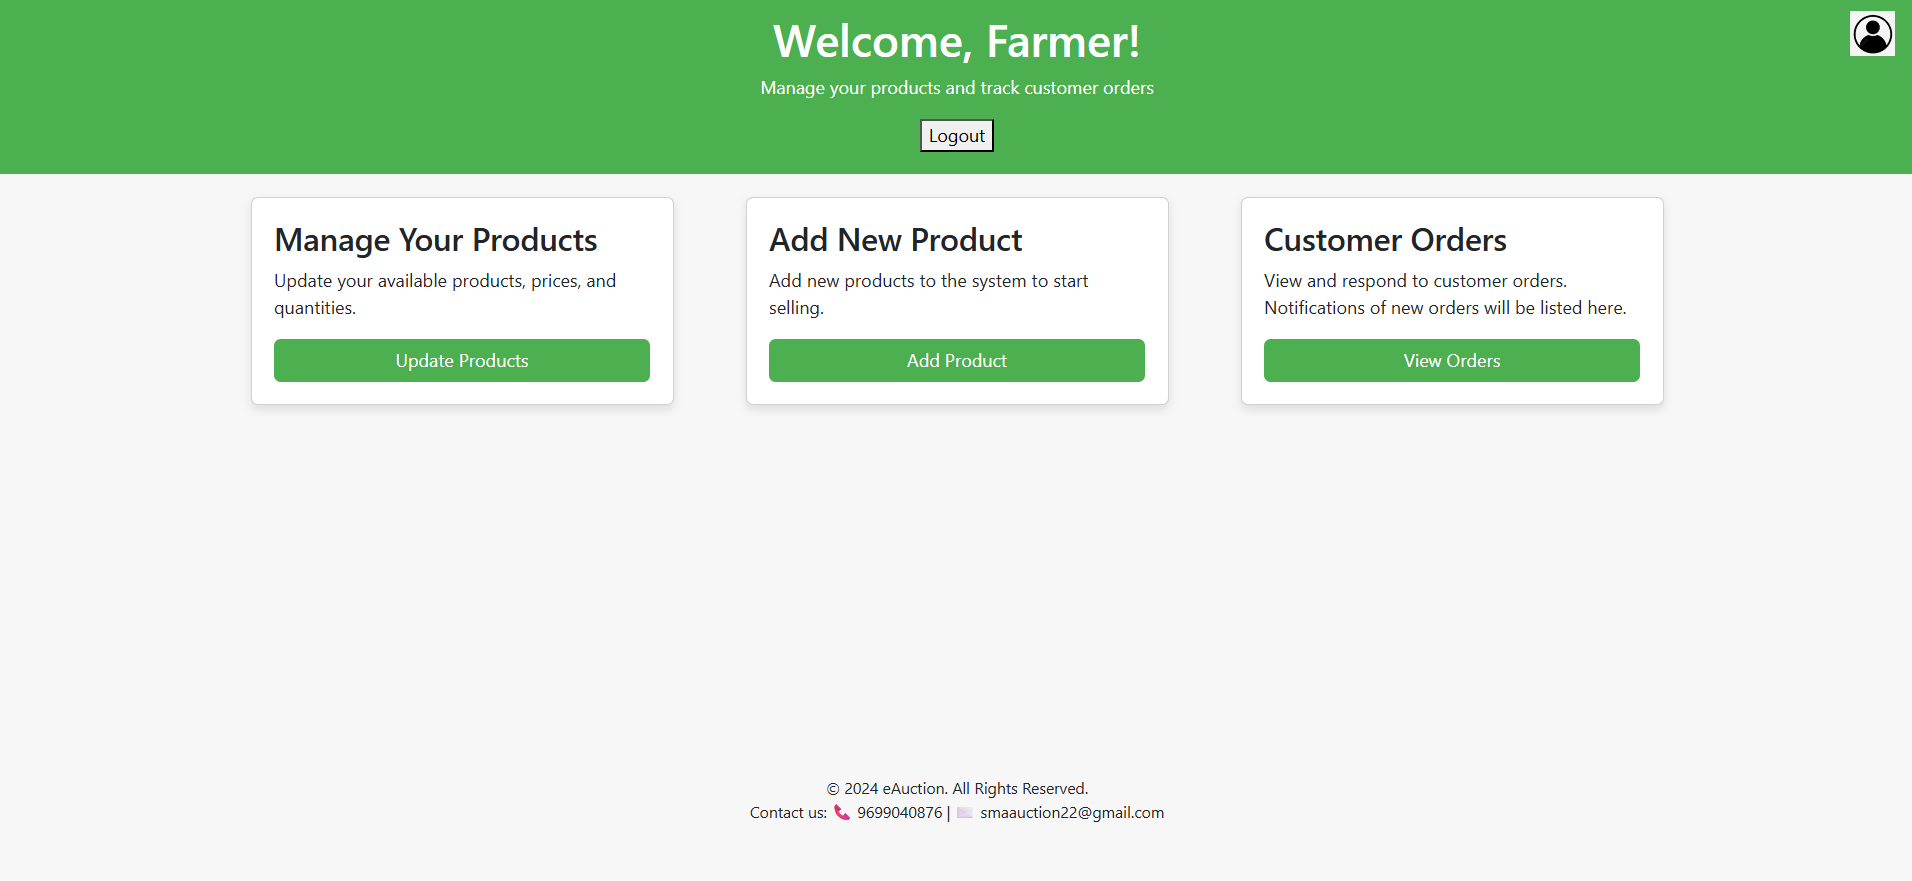 Welcome, Farmer!
Manage your products and track customer orders
Logout
Manage Your Products
Update your available products, prices, and
quantities.
Update Products
Add New Product
Add new products to the system to start
selling.
Add Product
Customer Orders
View and respond to customer orders.
Notifications of new orders will be listed here.
View Orders
© 2024 eAuction. All Rights Reserved.
Contact us: 📞 9699040876 | ✉️ smaauction22@gmail.com